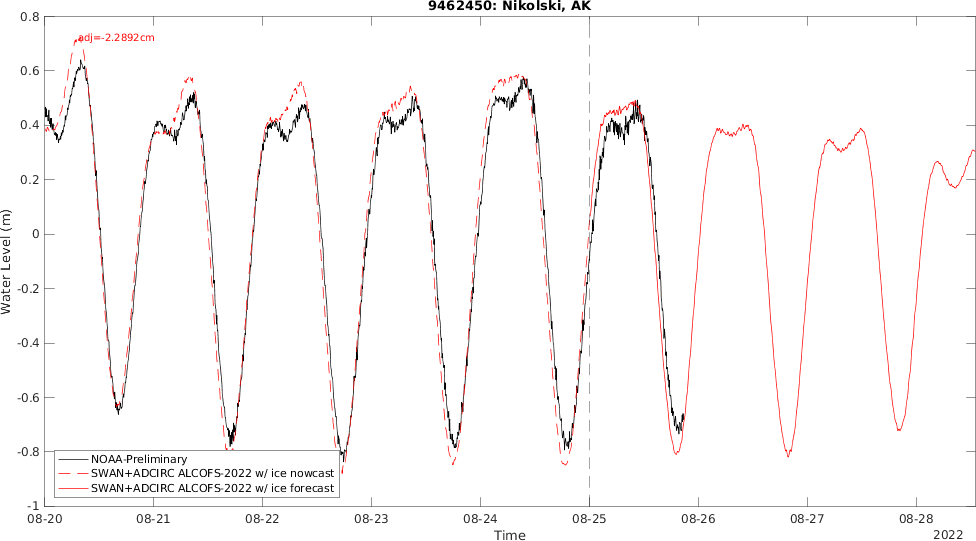 9462450: Nikolski, AK
adj=-2.2892cm
Water Level (m)
0.8
0.6
0.4
0.2
0
-0.2
-0.4
-0.6
-0.8
-1
NOAA-Preliminary
SWAN+ADCIRC ALCOFS-2022 w/ ice nowcast
SWAN+ADCIRC ALCOFS-2022 w/ ice forecast
08-20 08-21 08-22 08-23 08-24 08-25 08-26 08-27 08-28
Time
2022